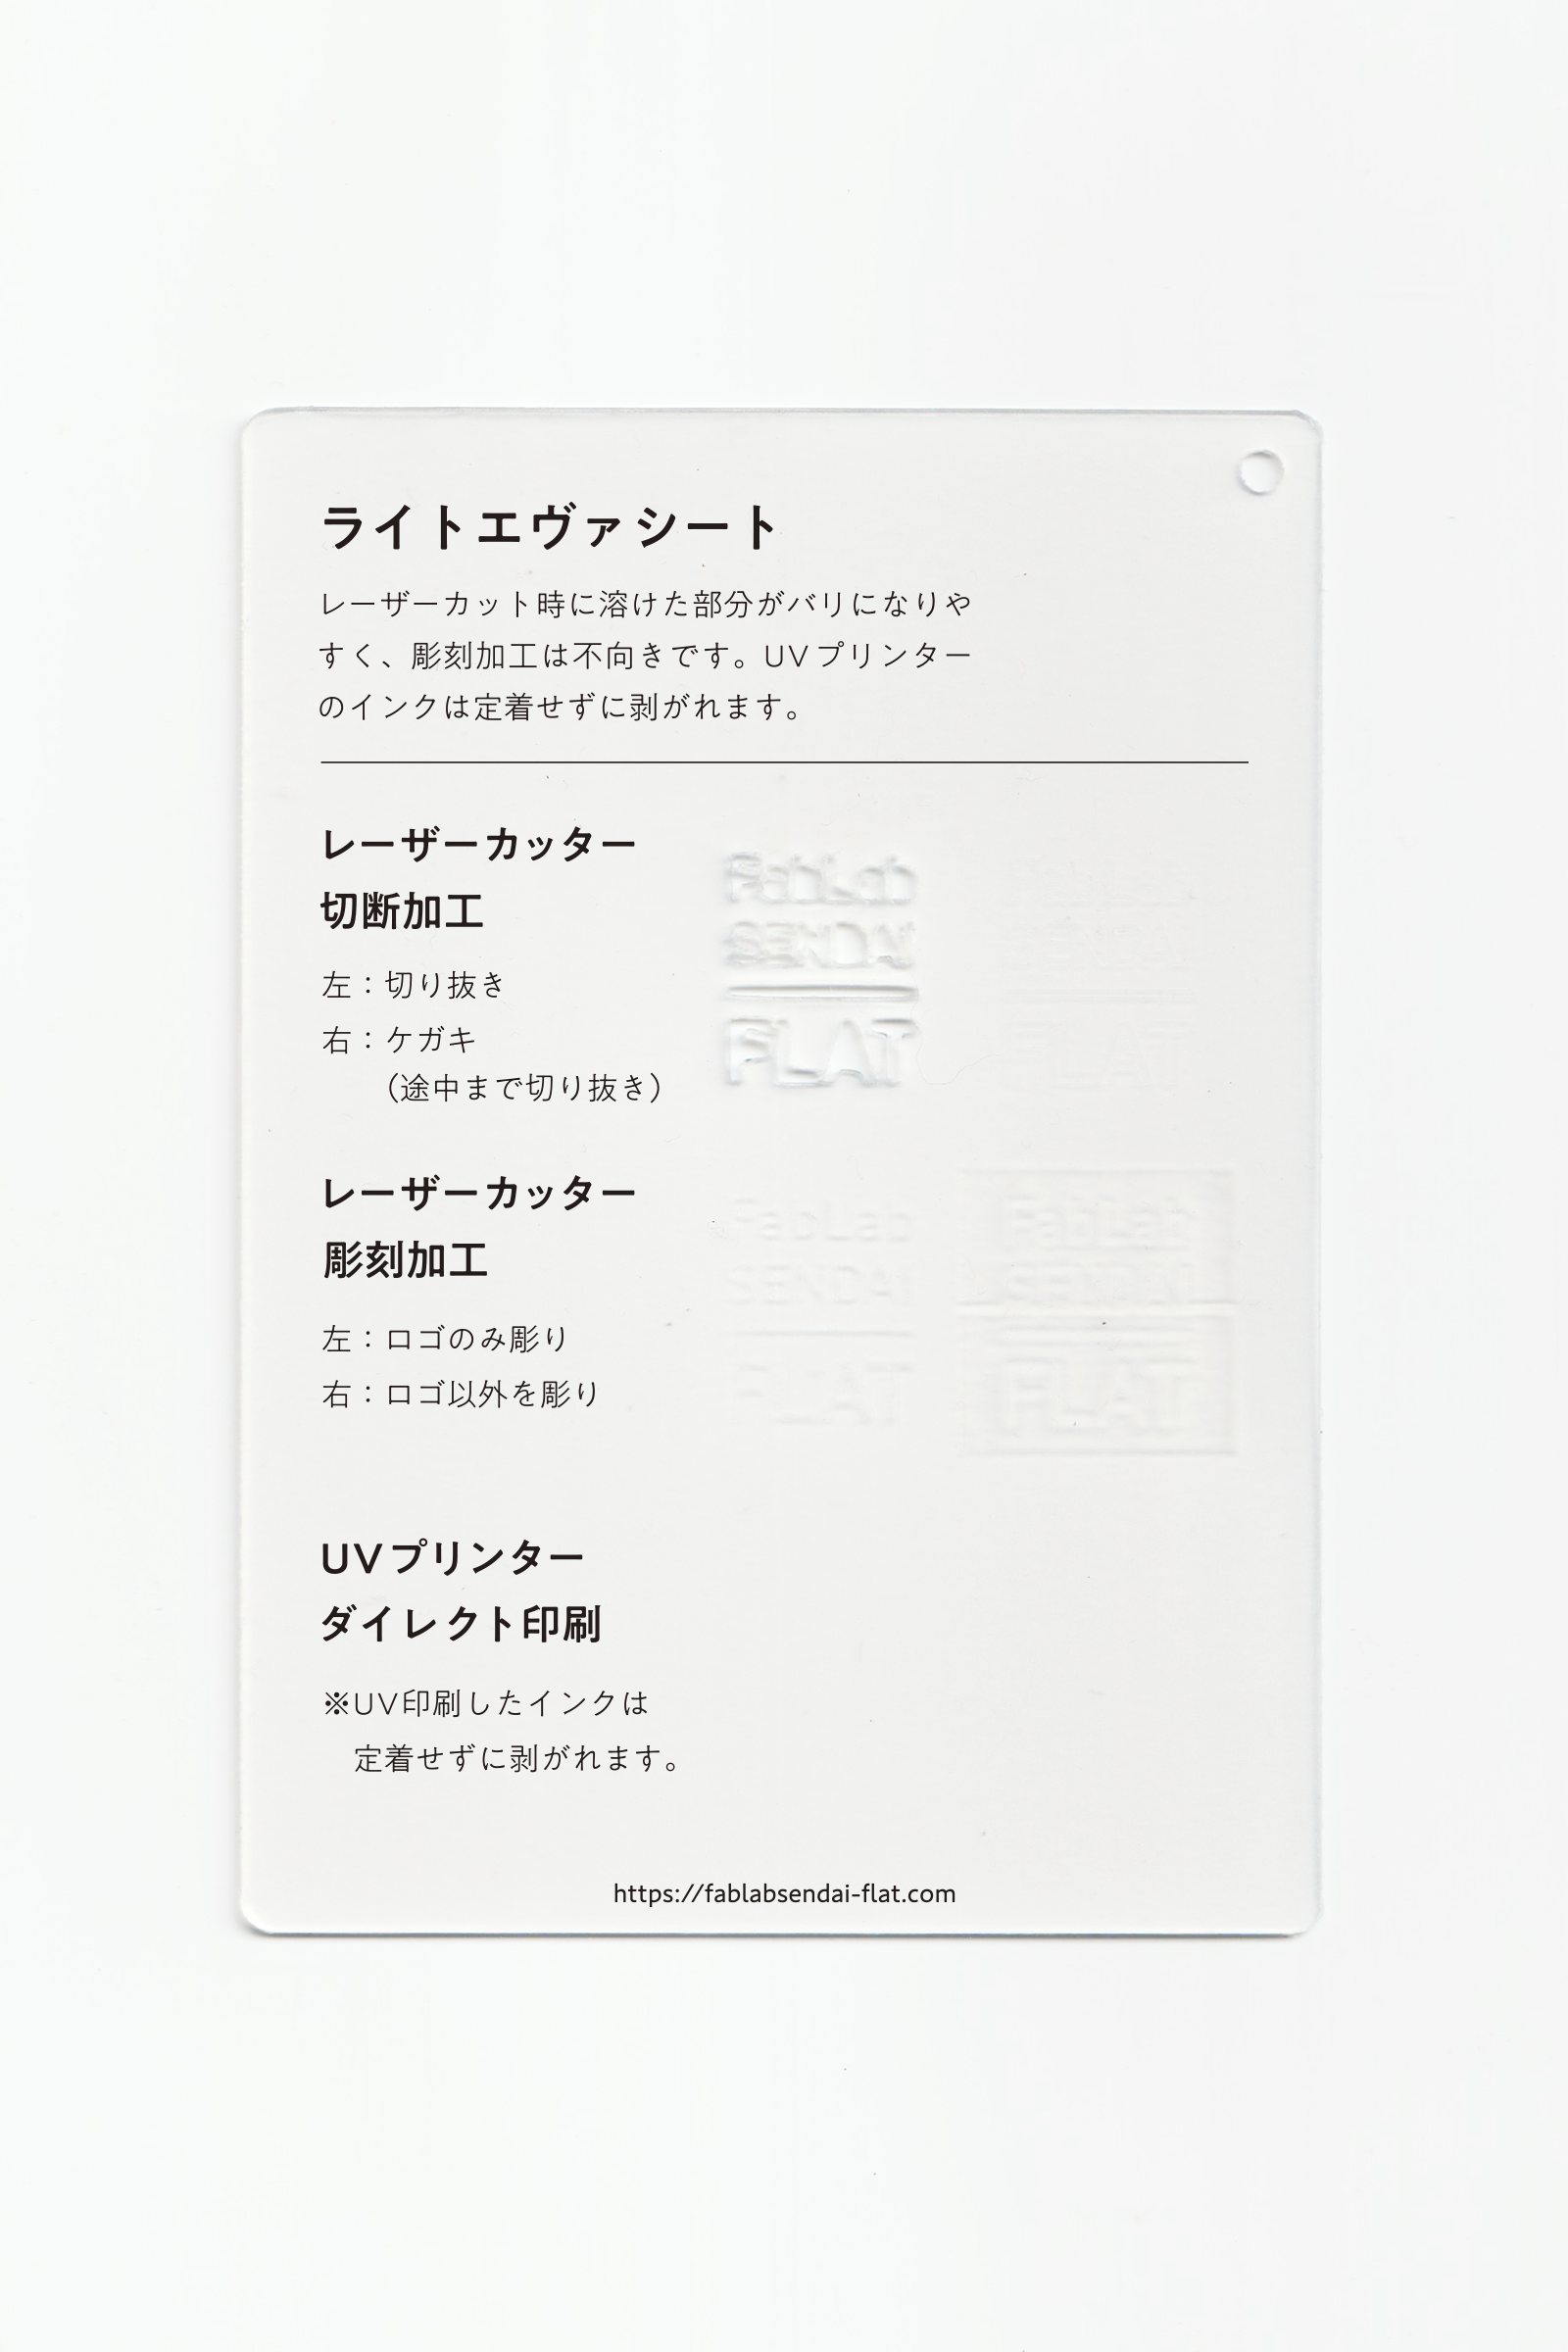 ライトエヴァシート
レーザーカット時に溶けた部分がバリになりや
すく、彫刻加工は不向きです。UVプリンター
のインクは定着せずに剥がれます。
レーザーカッター
切断加工
左：切り抜き
右：ケガキ
（途中まで切り抜き）
FabLab
SENDAI
FLAT
レーザーカッター
彫刻加工
左：ロゴのみ彫り
右：ロゴ以外を彫り
FabLab
SENDAI
FLAT
FabLab
SENDAI
FLAT
UVプリンター
ダイレクト印刷
※UV印刷したインクは
定着せずに剥がれます。
https://fablabsendai-flat.com